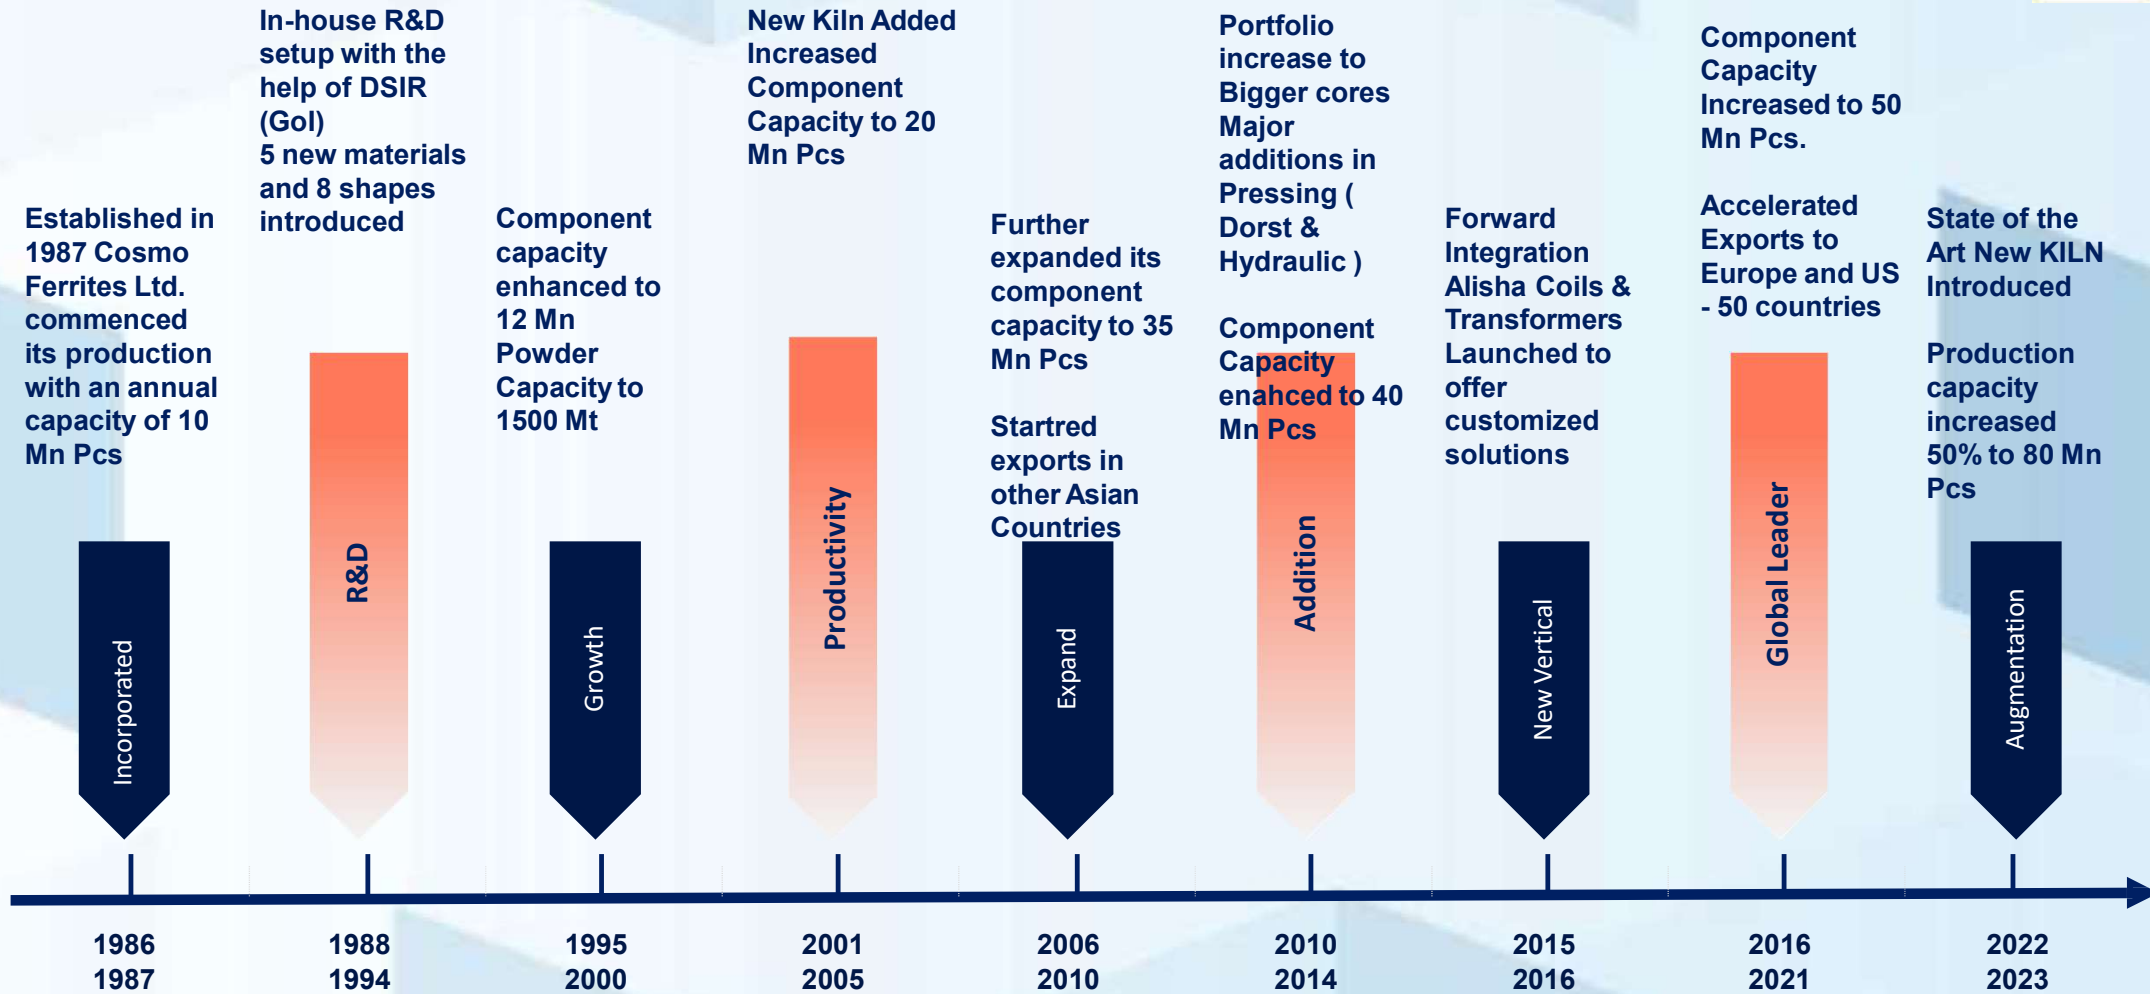 Established in
1987 Cosmo
Ferrites Ltd.
commenced
its production
with an annual
capacity of 10
Mn Pcs
Incorporated
1986
1987
In-house R&D
setup with the
help of DSIR
(GoI)
5 new materials
and 8 shapes
introduced
R&D
1988
1994
Component
capacity
enhanced to
12 Mn
Powder
Capacity to
1500 Mt
Growth
1995
2000
New Kiln Added
Increased
Component
Capacity to 20
Mn Pcs
Productivity
2001
2005
Further
expanded its
component
capacity to 35
Mn Pcs
Startred
exports in
other Asian
Countries
Expand
2006
2010
Portfolio
increase to
Bigger cores
Major
additions in
Pressing (
Dorst &
Hydraulic )
Component
Capacity
enahced to 40
Mn Pcs
Addition
2010
2014
Forward
Integration
Alisha Coils &
Transformers
Launched to
offer
customized
solutions
New Vertical
2015
2016
Component
Capacity
Increased to 50
Mn Pcs.
Accelerated
Exports to
Europe and US
- 50 countries
Global Leader
2016
2021
State of the
Art New KILN
Introduced
Production
capacity
increased
50% to 80 Mn
Pcs
Augmentation
2022
2023